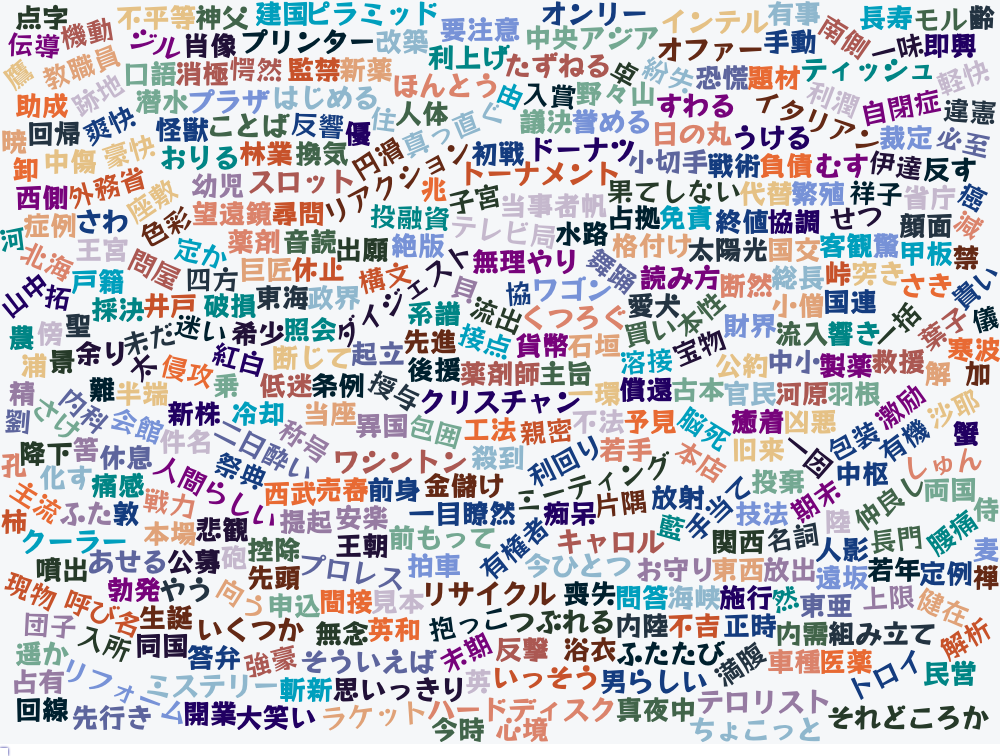 点字
不平等
神父
建国
ピラミッド
要注意
オンリー
中央アジア
インテル
有事
南側
長寿
モル
齢
伝導
機動
ジル
肖像
プリンター
改築
利上げ
オファー
手動
一味
即興
鷹
教職員
口語
消極
愕然
監禁
新薬
たずねる
卓
紛失
恐慌
題材
ティッシュ
軽快
助成
跡地
潜水
プラザ
はじめる
ほんとう
由
入賞
野々山
すわる
イタリアン
利潤
自閉症
違憲
暁
回帰
爽快
怪獣
ことば
反響
優
住
人体
真っ直ぐ
議決
誉める
日の丸
うける
裁定
必至
卸
中傷
豪快
おりる
林業
換気
円滑
リアクション
初戦
ドーナツ
小切手
戦術
負債
むす
伊達
反す
西側
外務省
座敷
幼児
スロット
兆
トーナメント
子宮
当事者
帆
果てしない
代替
繁殖
祥子
省庁
癌
症例
さわ
色彩
望遠鏡
尋問
投融資
テレビ局
水路
占拠
免責
終値
協調
せつ
顔面
減
河
北海
王宮
問屋
定か
薬剤
音読
出願
絶版
無理やり
舞踊
格付け
太陽光
国交
客観
驚
甲板
禁
山中
拓
戸籍
四方
巨匠
休止
構文
ダイジェスト
貝
協
ワゴン
読み方
断然
総長
峠
突き
さき
貴い
採決
井戸
破損
東海
政界
系譜
流出
くつろぐ
愛犬
買い
本性
小僧
国連
一括
葉子
儀
農
傍
聖
未だ
迷い
希少
照会
先進
接点
貨幣
石垣
財界
流入
響き
寒波
浦
景
余り
木
侵攻
紅白
断じて
起立
後援
薬剤師
主旨
溶接
宝物
公約
中小
製薬
救援
解
加
精
難
半端
乗
低迷
条例
授与
クリスチャン
一環
償還
古本
官民
河原
羽根
劉
さけ
内科
会館
新株
冷却
当座
異国
包囲
工法
親密
不法
予見
脳死
癒着
凶悪
激励
沙耶
蟹
孔
降下
筈
休息
件名
一日
酔い
称号
ワシントン
殺到
利回り
若手
本店
旧来
一因
包装
有機
しゅん
化す
痛感
人間らしい
祭典
西武
売春
前身
金儲け
ミーティング
片隅
放射
手当て
投棄
中枢
期末
仲良し
両国
主流
柿
ふた
敦
戦力
提起
安楽
一目瞭然
痴呆
藍
技法
陸
腰痛
侍
クーラー
本場
悲観
控除
王朝
前もって
有権者
キャロル
関西
名詞
人影
長門
麦
噴出
あせる
公募
砲
先頭
プロレス
拍車
今ひとつ
お守り
東西
放出
遠坂
若年
定例
禅
現物
呼び名
勃発
やう
向う
申込
間接
見本
リサイクル
喪失
問答
海峡
施行
然
東亜
上限
健在
団子
入所
生誕
同国
いくつか
無念
英和
抱っこ
つぶれる
内陸
不吉
正時
内需
組み立て
解析
遥か
答弁
強豪
そういえば
末期
反撃
浴衣
ふたたび
満腹
車種
医薬
トロイ
民営
占有
リフォーム
ミステリー
斬新
思いっきり
英
いっそう
男らしい
回線
先行き
開業
大笑い
ラケット
ハードディスク
真夜中
テロリスト
それどころか
今時
心境
ちょこっと